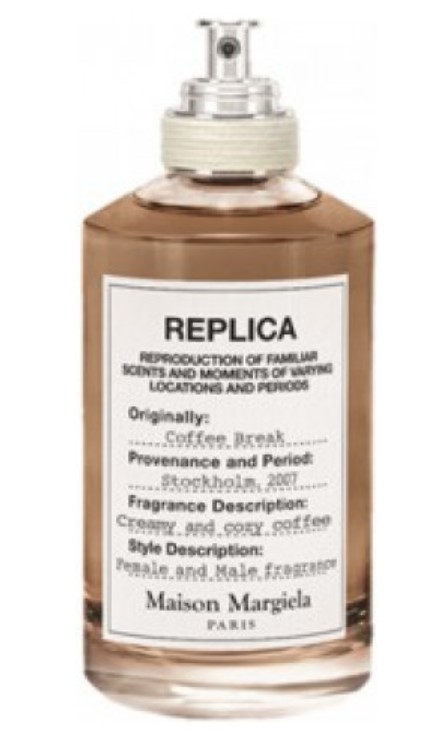 REPLICA
REPRODUCTION OF FAMILIAR
SCENTS AND MOMENTS OF VARYING
LOCATIONS AND PERIODS
Originally:
Coffee Break
Provenance and Period:
Stockholm, 2007
Fragrance Description:
Creamy and cozy coffee
Style Description:
Female and Male fragrance
Maison Margiela
PARIS